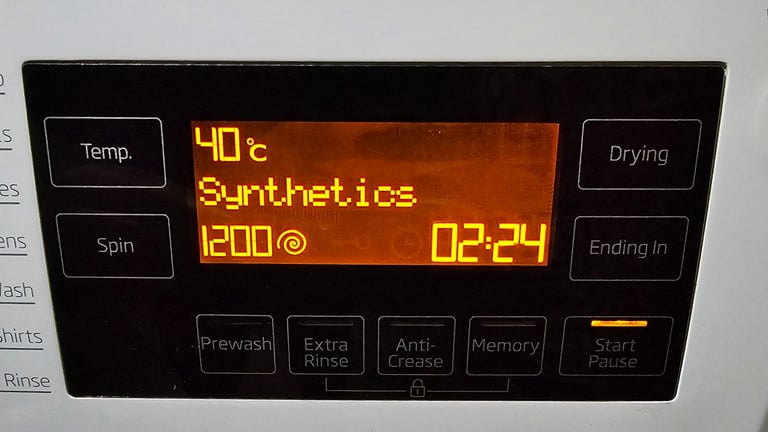 Temp.
40°c
Drying
Synthetics
Spin
1200
02:24
Ending In
Prewash
Extra
Rinse
Anti-
Crease
Memory
Start
Pause
Rinse